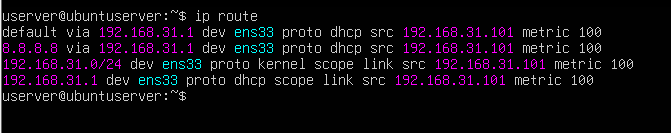 userver@ubuntuserver:~$ ip route
default via 192.168.31.1 dev ens33 proto dhcp src 192.168.31.101 metric 100
8.8.8.8 via 192.168.31.1 dev ens33 proto dhcp src 192.168.31.101 metric 100
192.168.31.0/24 dev ens33 proto kernel scope link src 192.168.31.101 metric 100
192.168.31.1 dev ens33 proto dhcp scope link src 192.168.31.101 metric 100
userver@ubuntuserver:~$